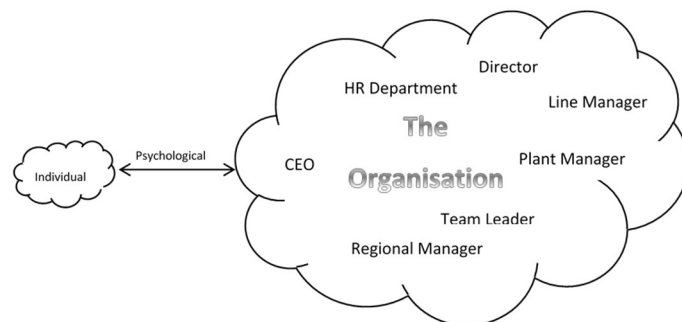 Director
HR Department
Line Manager
The
Psychological
CEO
Plant Manager
Individual
Organisation
Team Leader
Regional Manager